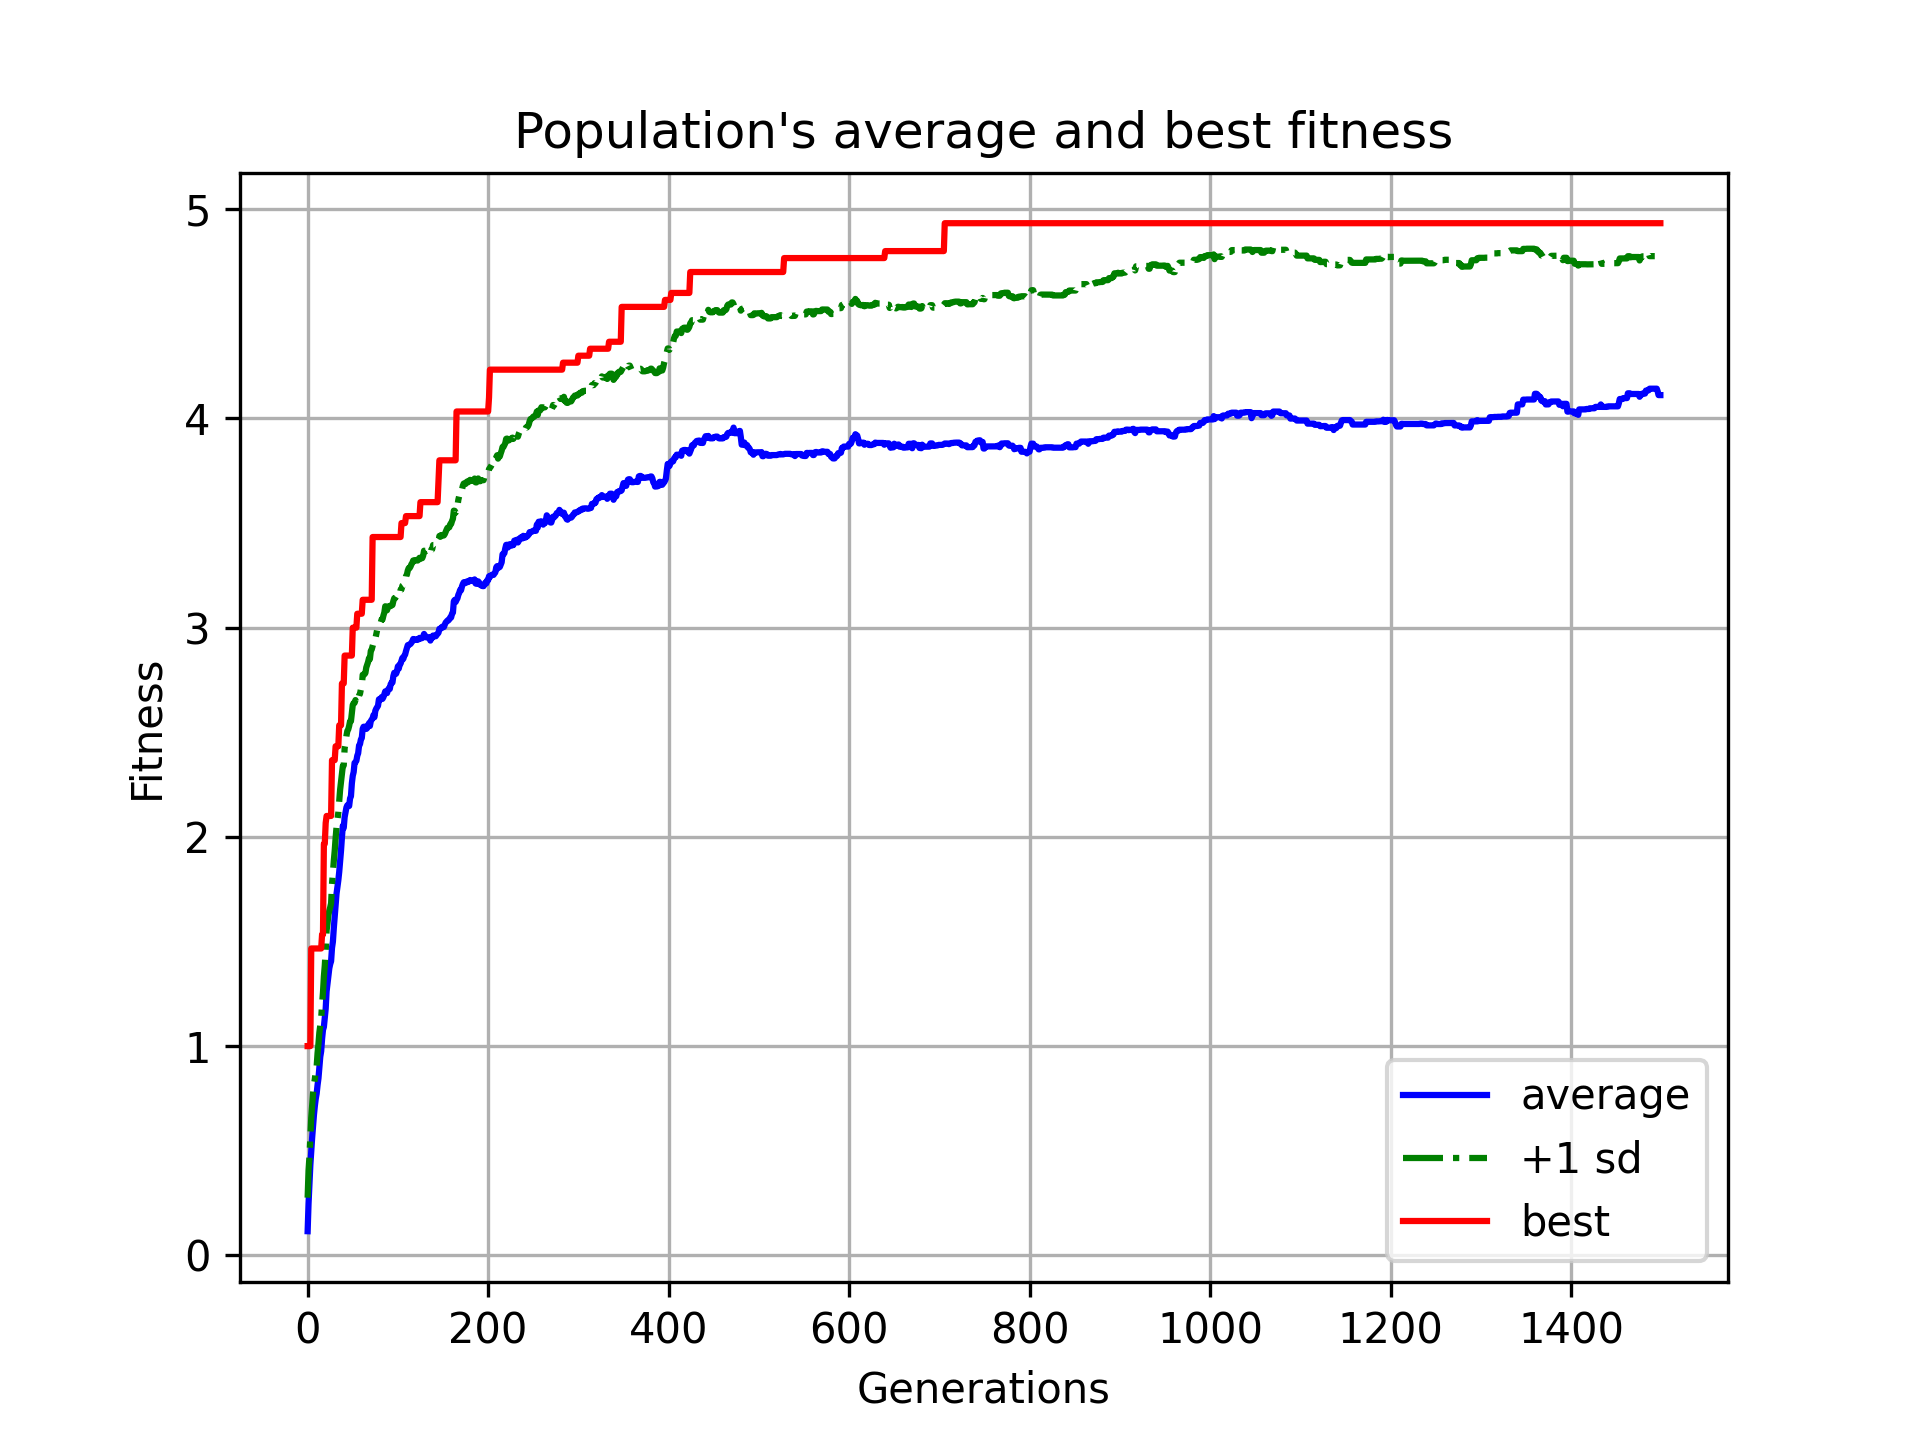 Population's average and best fitness
5
4
3
2
1
0
Fitness
0 200 400 600 800 1000 1200 1400
Generations
average
+1 sd
best